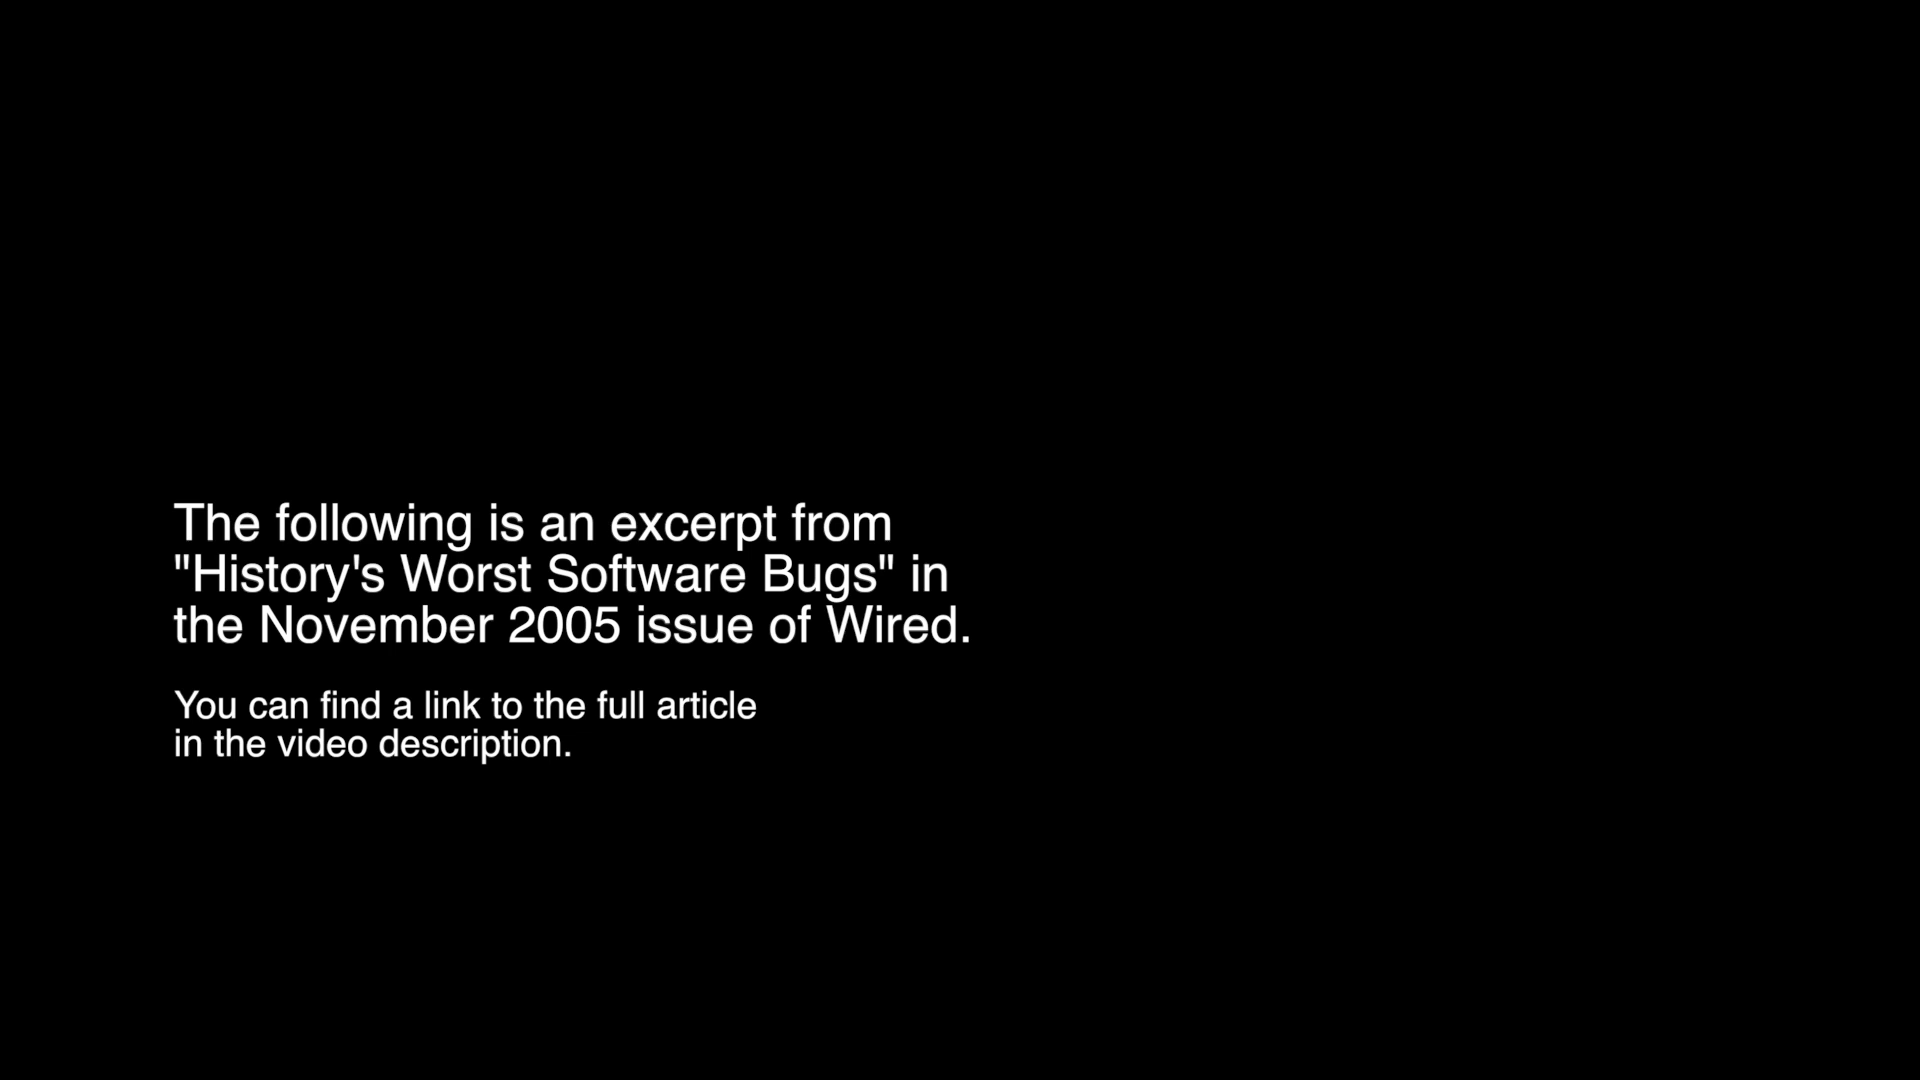 The following is an excerpt from
"History's Worst Software Bugs" in
the November 2005 issue of Wired.
You can find a link to the full article
in the video description.